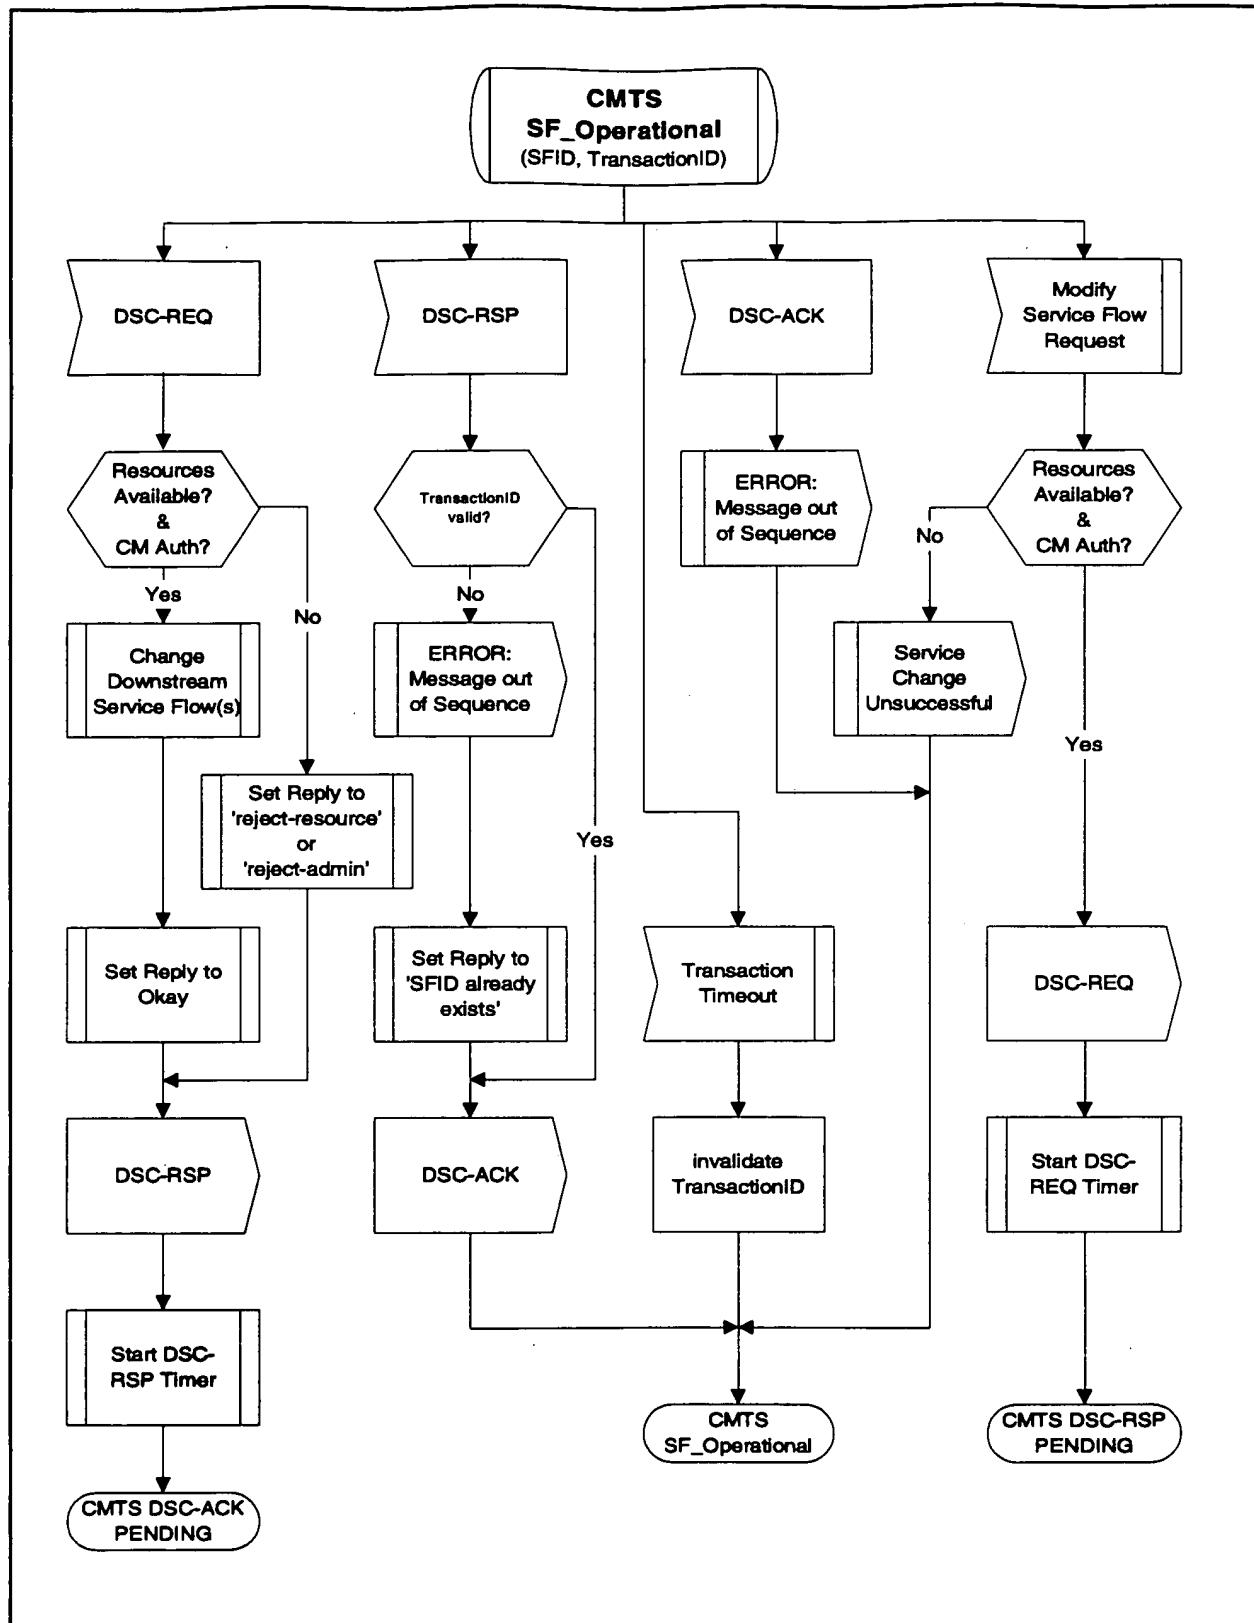 CMTS
SF_Operational
(SFID, TransactionID)
DSC-REQ
DSC-RSP
DSC-ACK
Modify
Service Flow
Request
Resources
Available?
&
CM Auth?
TransactionID
valid?
ERROR:
Message out
of Sequence
Resources
Available?
&
CM Auth?
No
Yes
No
No
Change
Downstream
Service Flow(s)
ERROR:
Message out
of Sequence
Service
Change
Unsuccessful
Yes
Set Reply to
'reject-resource'
or
'reject-admin'
Yes
Set Reply to
Okay
Set Reply to
'SFID already
exists'
Transaction
Timeout
DSC-REQ
DSC-RSP
DSC-ACK
invalidate
TransactionID
Start DSC-
REQ Timer
Start DSC-
RSP Timer
CMTS
SF_Operational
CMTS DSC-RSP
PENDING
CMTS DSC-ACK
PENDING